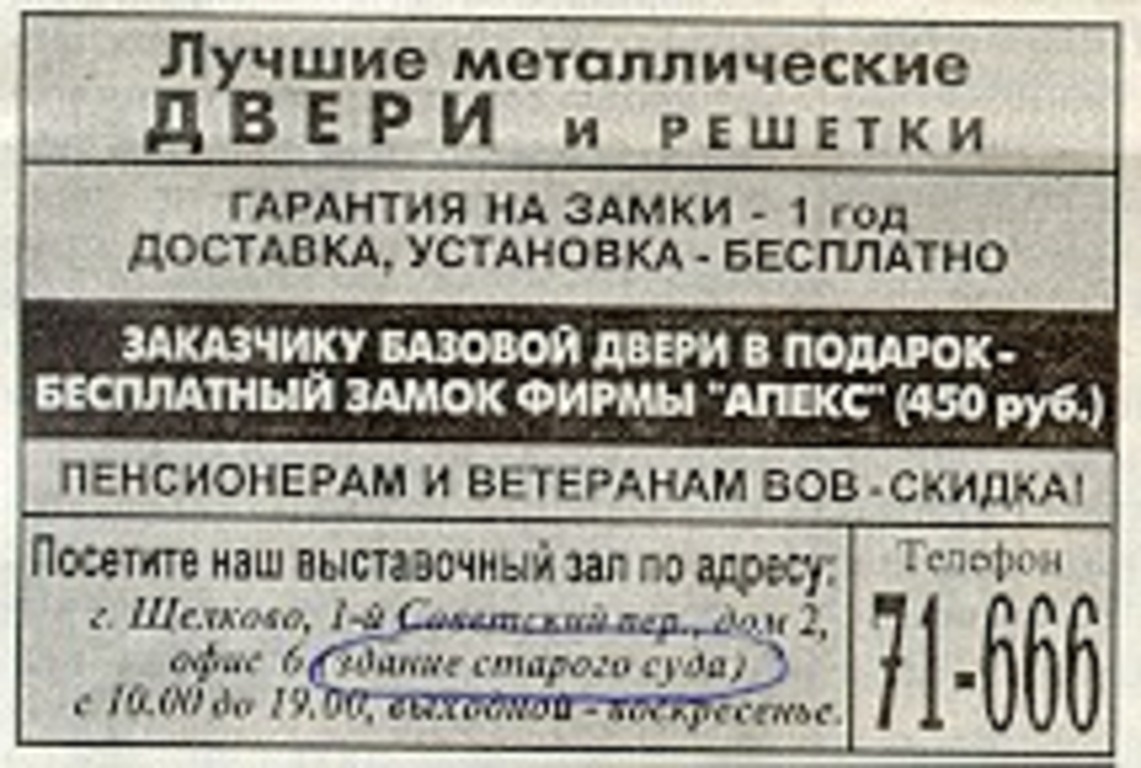 Лучшие металлические
ДВЕРИ и РЕШЕТКИ
ГАРАНТИЯ НА ЗАМКИ - 1 год
ДОСТАВКА, УСТАНОВКА - БЕСПЛАТНО
ЗАКАЗЧИКУ БАЗОВОЙ ДВЕРИ В ПОДАРОК-
БЕСПЛАТНЫЙ ЗАМОК ФИРМЫ "АПЕКС" (450 руб.)
ПЕНСИОНЕРАМ И ВЕТЕРАНАМ ВОВ - СКИДКА!
Посетите наш выставочный зал по адресу:
г. Щелково, 1-й Советский пер., дом 2,
офис 6 (здание старого суда)
с 10.00 до 19.00, выходной - воскресенье.
Телефон
71-666